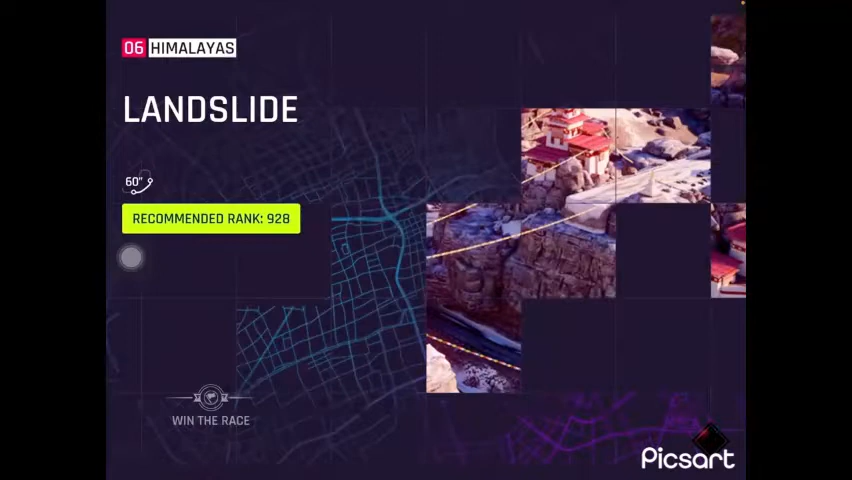 06 HIMALAYAS
LANDSLIDE
60"
RECOMMENDED RANK: 928
WIN THE RACE
Picsart